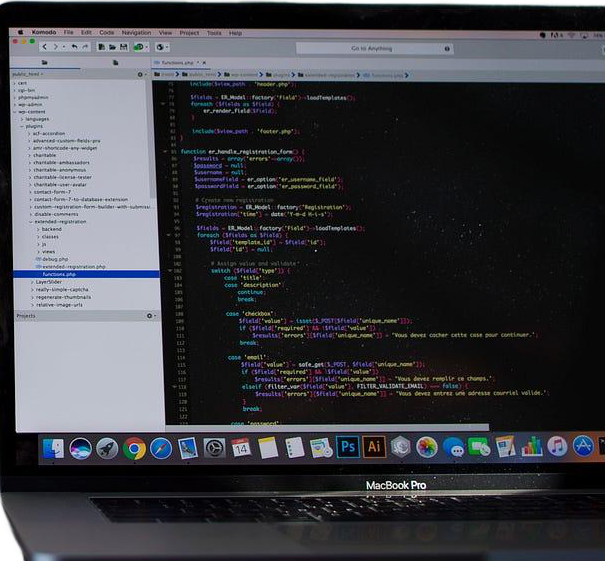 Komodo File Edit Code Navigation View Project Tools Help
Go to Anything
functions.php
public_html
public_html wp-content plugins extended-registration functions.php
cart
cgi-bin
phpmyadmin
wp-admin
wp-content
languages
plugins
acf-accordion
advanced-custom-fields-pro
amr-shortcode-any-widget
charitable
charitable-ambassadors
charitable-anonymous
charitable-license-tester
charitable-user-avatar
contact-form-7
contact-form-7-to-database-extension
custom-registration-form-builder-with-submiss
disable-comments
extended-registration
backend
classes
js
views
debug.php
extended-registration.php
functions.php
LayerSlider
really-simple-captcha
regenerate-thumbnails
relative-image-urls
Projects
include($view_path . 'header.php');
$fields = ER_Model::factory('Field')->loadTemplates();
foreach ($fields as $field) {
er_render_field($field);
}
include($view_path . 'footer.php');
}
function er_handle_registration_form() {
$results = array('errors'=>array());
$password = null;
$username = null;
$usernameField = er_option('er_username_field');
$passwordField = er_option('er_password_field');
# Create new registration
$registration = ER_Model::factory('Registration');
$registration['time'] = date('Y-m-d H:i:s');
$fields = ER_Model::factory('Field')->loadTemplates();
foreach ($fields as $field) {
$field['template_id'] = $field['id'];
$field['id'] = null;
# Assign value and validate
switch ($field['type']) {
case 'title':
case 'description':
continue;
break;
case 'checkbox':
$field['value'] = isset($_POST[$field['unique_name']]);
if ($field['required'] && !$field['value'])
$results['errors'][$field['unique_name']] = 'Vous devez cocher cette case pour continuer.';
break;
case 'email':
$field['value'] = safe_get($_POST, $field['unique_name']);
if ($field['required'] && !$field['value'])
$results['errors'][$field['unique_name']] = 'Vous devez remplir ce champs.';
elseif (filter_var($field['value'], FILTER_VALIDATE_EMAIL) === false) {
$results['errors'][$field['unique_name']] = 'Vous devez entrez une adresse courriel valide.';
}
break;
case 'password':
14
Ps
Ai
MacBook Pro